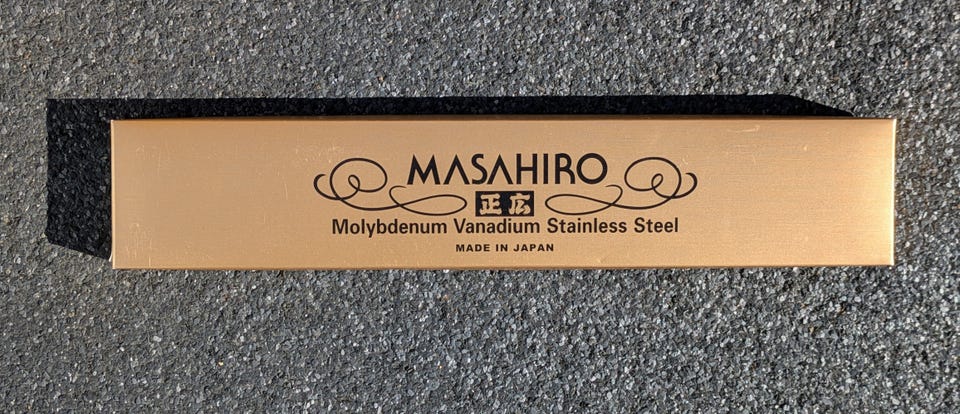 MASAHIRO
正広
Molybdenum Vanadium Stainless Steel
MADE IN JAPAN